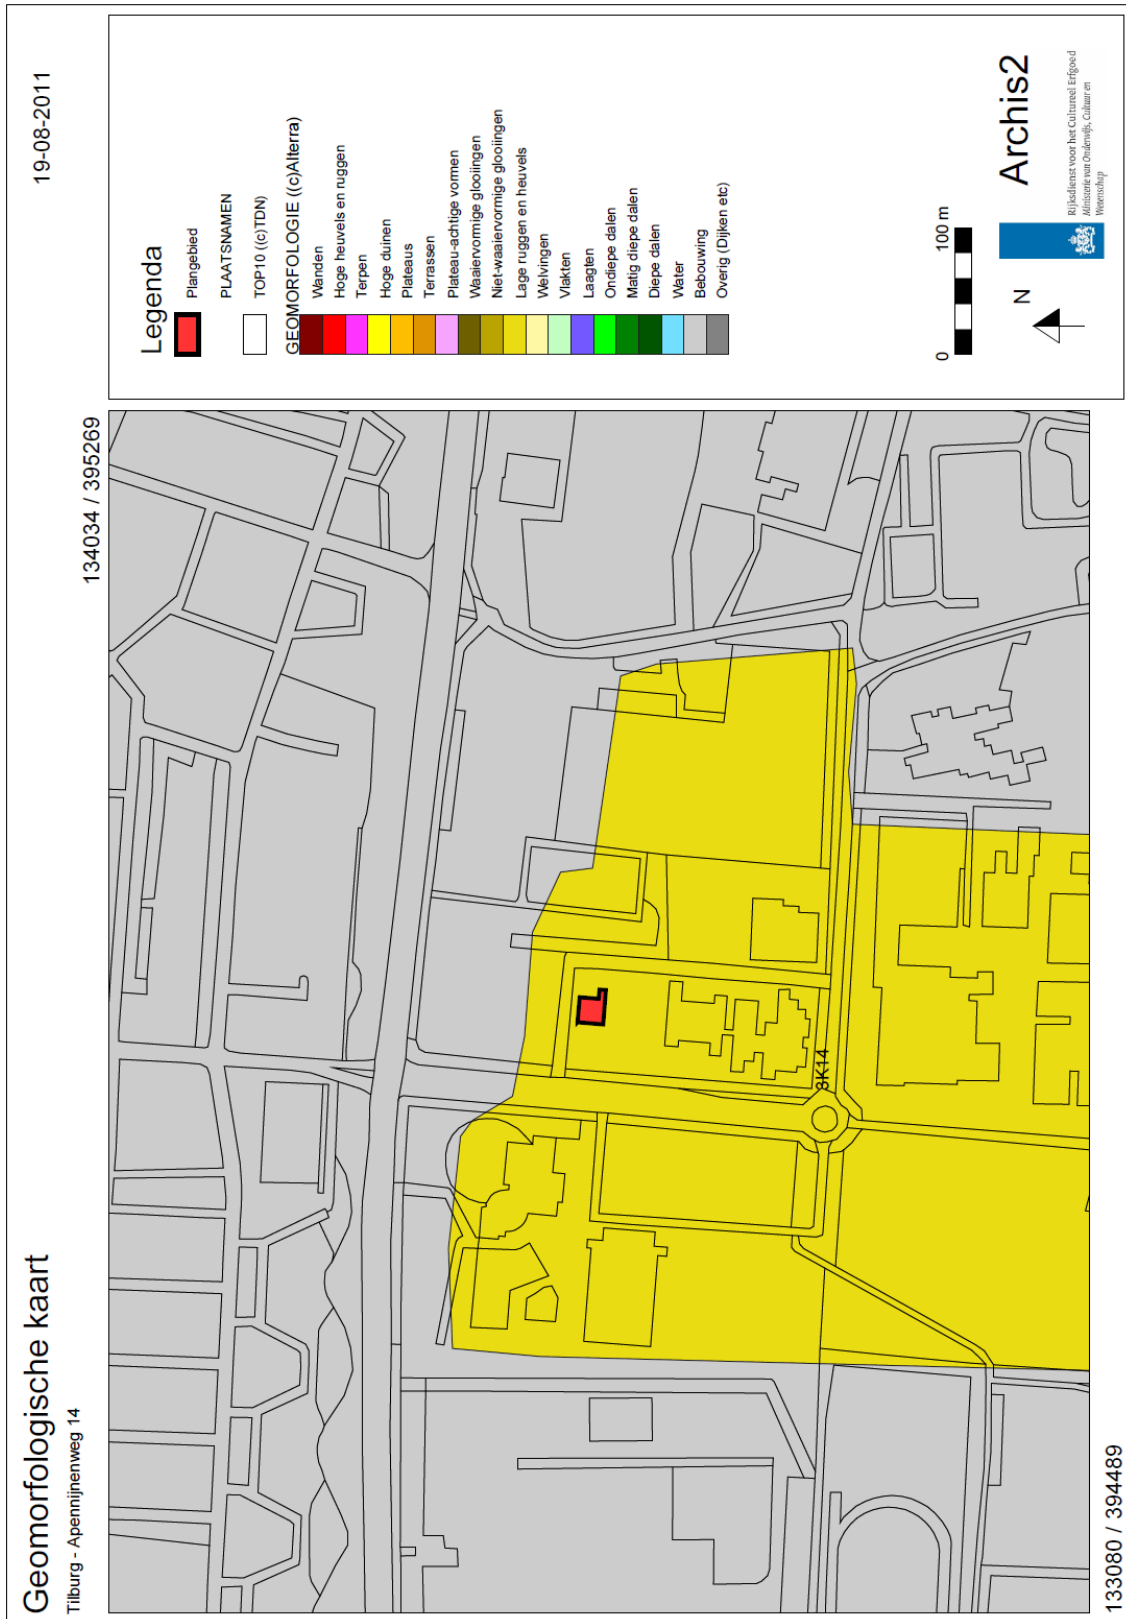 Geomorfologische kaart
Tilburg - Apennijnenweg 14
19-08-2011
134034 / 395269
3K14
133080 / 394489
Legenda
Plangebied
PLAATSNAMEN
TOP10 ((c)TDN)
GEOMORFOLOGIE ((c)Alterra)
Wanden
Hoge heuvels en ruggen
Terpen
Hoge duinen
Plateaus
Terrassen
Plateau-achtige vormen
Waaiervormige glooiingen
Niet-waaiervormige glooiingen
Lage ruggen en heuvels
Welvingen
Vlakten
Laagten
Ondiepe dalen
Matig diepe dalen
Diepe dalen
Water
Bebouwing
Overig (Dijken etc)
0
100 m
N
Archis2
Rijksdienst voor het Cultureel Erfgoed
Ministerie van Onderwijs, Cultuur en
Wetenschap